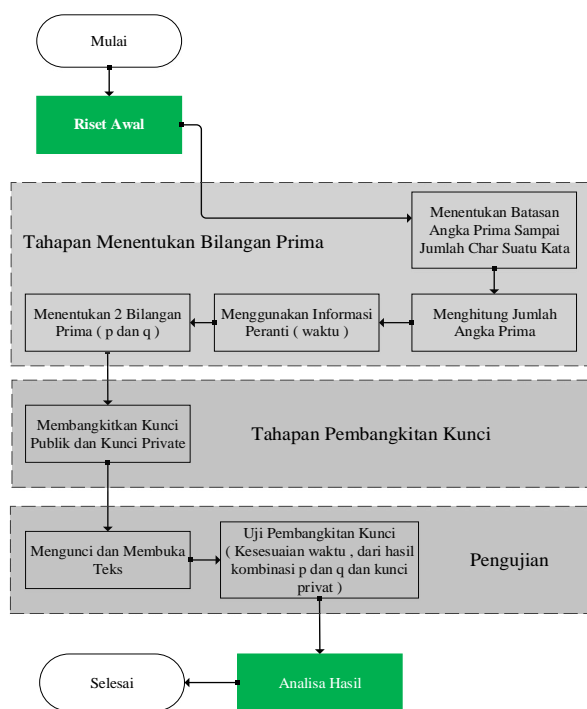 Mulai
Riset Awal
Tahapan Menentukan Bilangan Prima
Menentukan Batasan
Angka Prima Sampai
Jumlah Char Suatu Kata
Menghitung Jumlah
Angka Prima
Menggunakan Informasi
Peranti ( waktu )
Menentukan 2 Bilangan
Prima ( p dan q )
Membangkitkan Kunci
Publik dan Kunci Private
Tahapan Pembangkitan Kunci
Mengunci dan Membuka
Teks
Uji Pembangkitan Kunci
( Kesesuaian waktu , dari hasil
kombinasi p dan q dan kunci
privat )
Pengujian
Analisa Hasil
Selesai